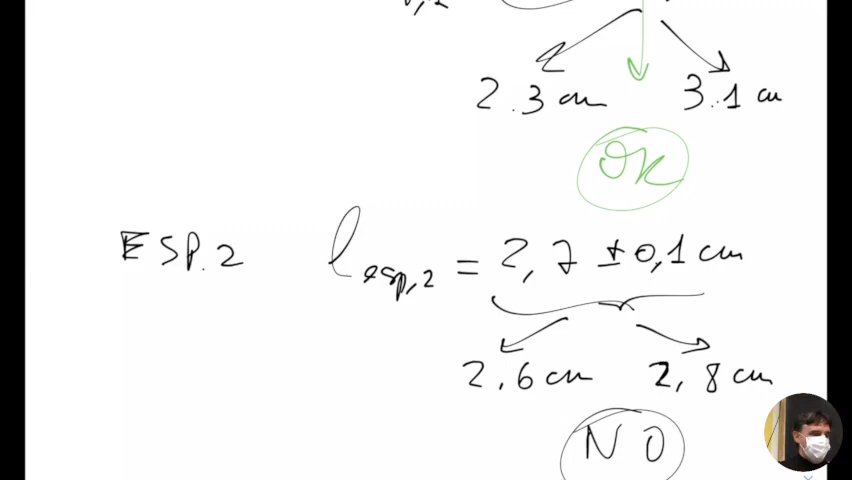 2.3 cm 3.1 cm
OK
ESP.2 l esp,2 = 2,7 ± 0,1 cm
2,6 cm 2,8 cm
NO